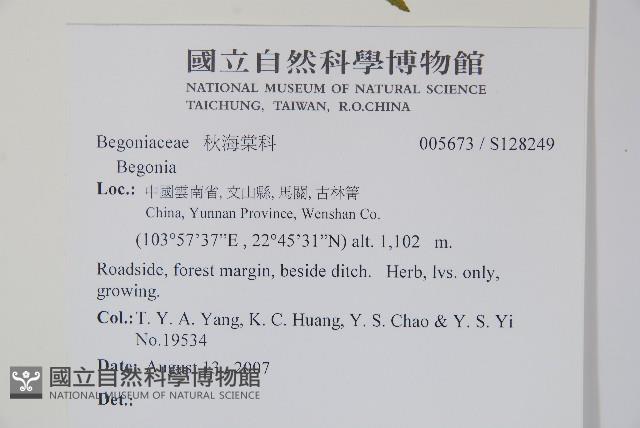 國立自然科學博物館
NATIONAL MUSEUM OF NATURAL SCIENCE
TAICHUNG, TAIWAN, R.O.CHINA
Begoniaceae 秋海棠科 005673 / S128249
Begonia
Loc.: 中國雲南省, 文山縣, 馬關, 古林箐
China, Yunnan Province, Wenshan Co.
(103°57’37”E , 22°45’31”N) alt. 1,102 m.
Roadside, forest margin, beside ditch. Herb, lvs. only,
growing.
Col.: T. Y. A. Yang, K. C. Huang, Y. S. Chao & Y. S. Yi
No.19534
Date: August 13, 2007
國立自然科學博物館
NATIONAL MUSEUM OF NATURAL SCIENCE
Det.: